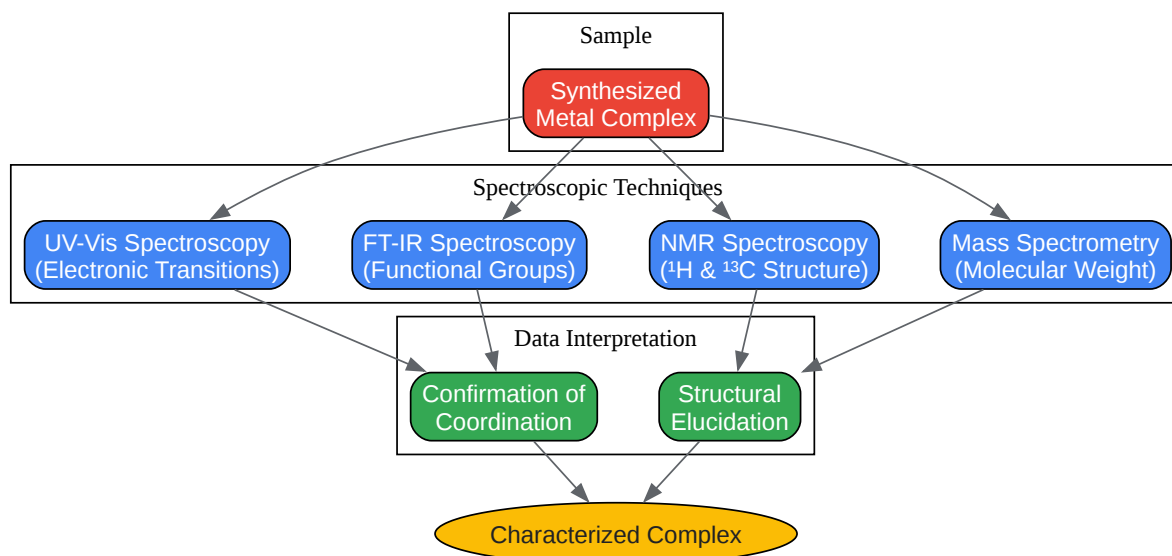 Sample
Synthesized
Metal Complex
Spectroscopic Techniques
UV-Vis Spectroscopy
(Electronic Transitions)
FT-IR Spectroscopy
(Functional Groups)
NMR Spectroscopy
(¹H & ¹³C Structure)
Mass Spectrometry
(Molecular Weight)
Data Interpretation
Confirmation of
Coordination
Structural
Elucidation
Characterized Complex